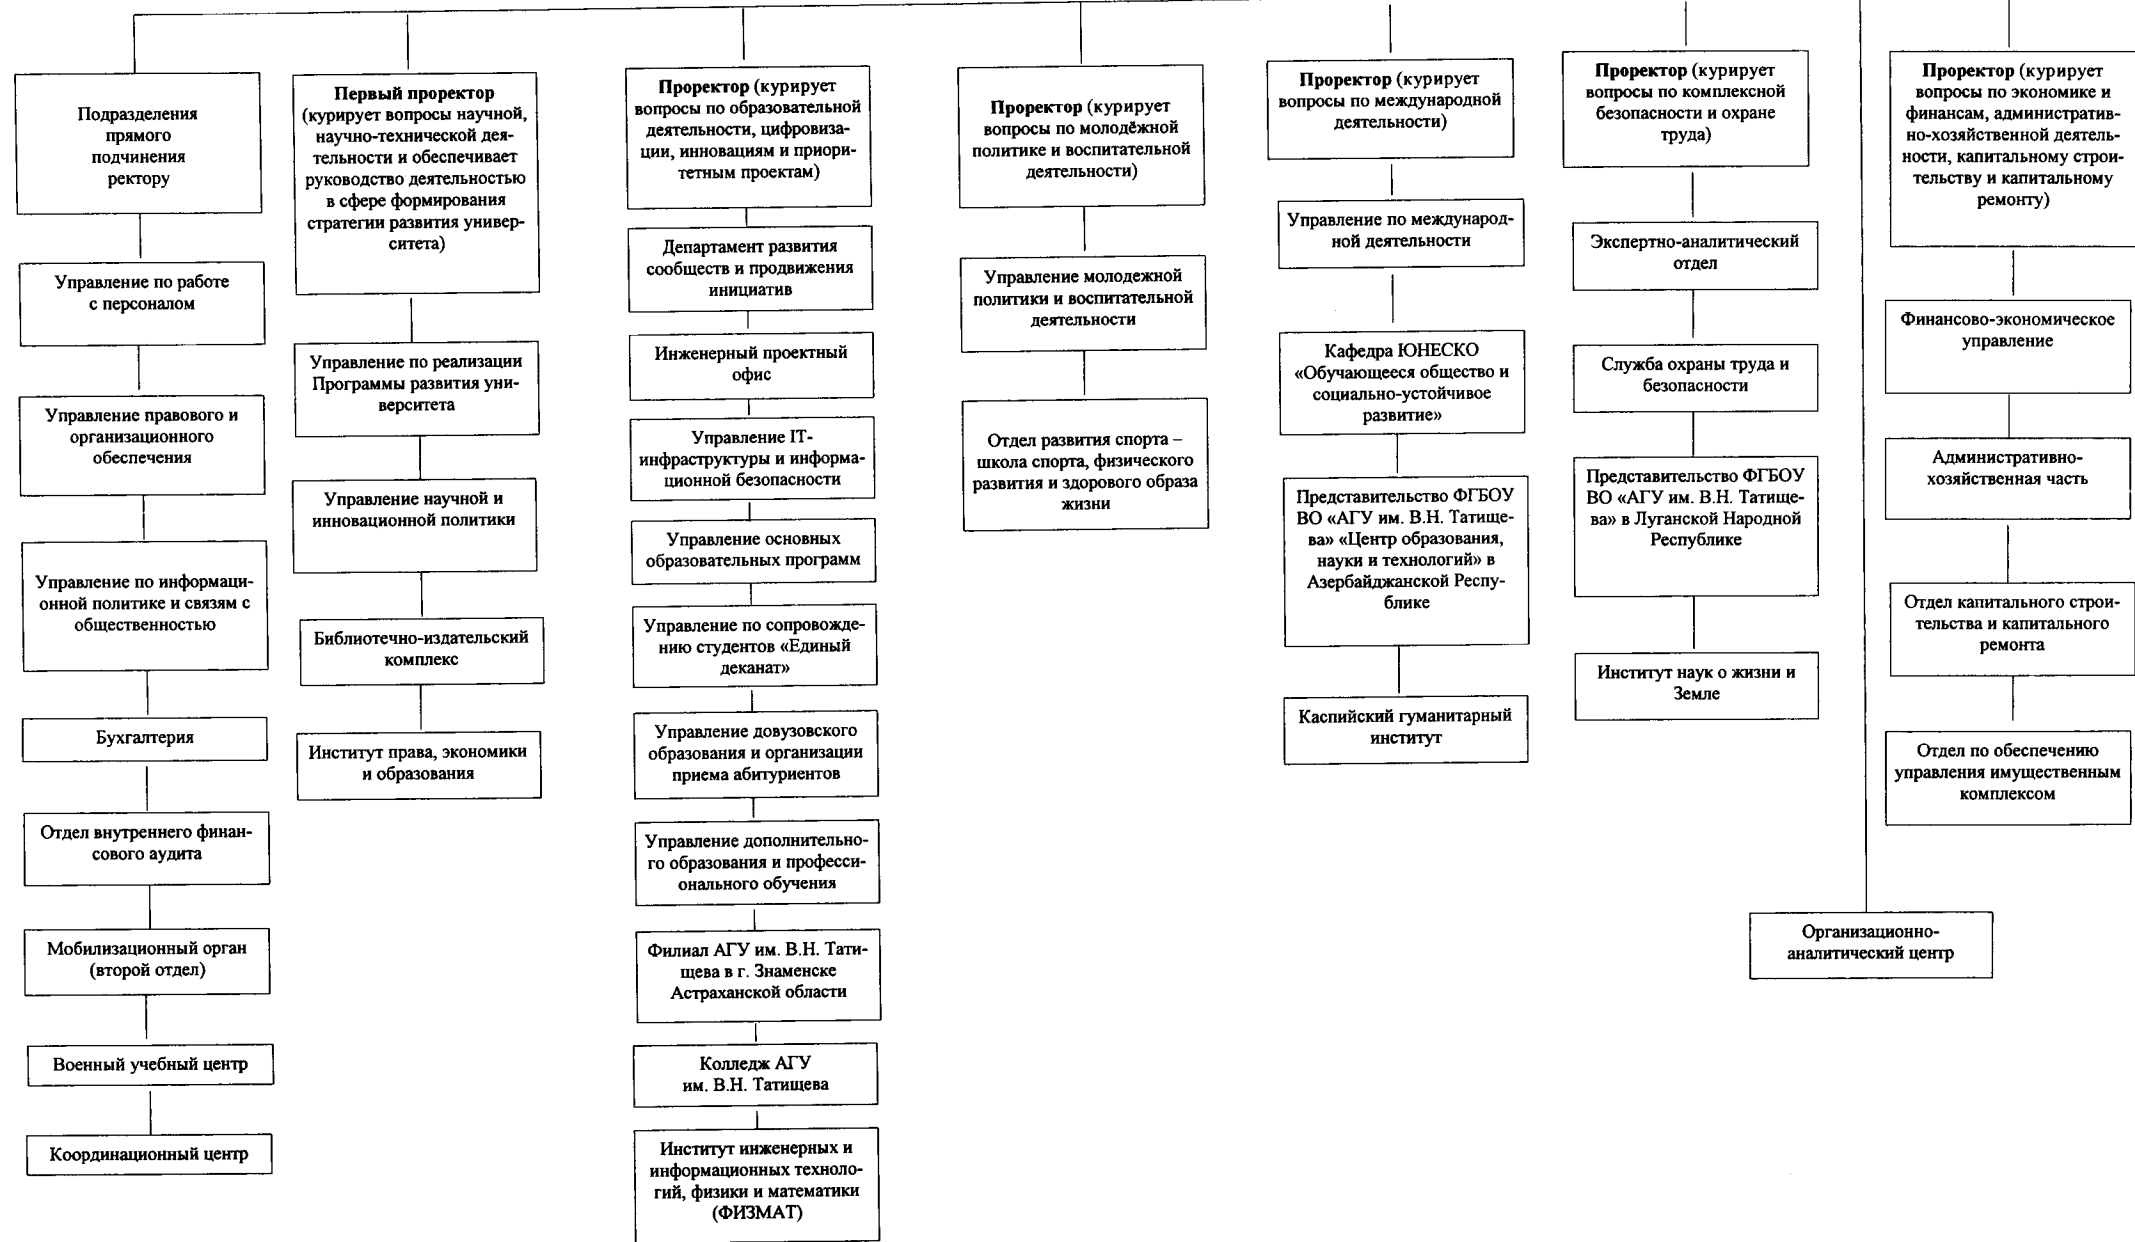 Подразделения
прямого
подчинения
ректору
Управление по работе
с персоналом
Управление правового и
организационного
обеспечения
Управление по информаци-
онной политике и связям с
общественностью
Бухгалтерия
Отдел внутреннего финан-
сового аудита
Мобилизационный орган
(второй отдел)
Военный учебный центр
Координационный центр
Первый проректор
(курирует вопросы научной,
научно-технической дея-
тельности и обеспечивает
руководство деятельностью
в сфере формирования
стратегии развития универ-
ситета)
Управление по реализации
Программы развития уни-
верситета
Управление научной и
инновационной политики
Библиотечно-издательский
комплекс
Институт права, экономики
и образования
Проректор (курирует
вопросы по образовательной
деятельности, цифровиза-
ции, инновациям и приори-
тетным проектам)
Департамент развития
сообществ и продвижения
инициатив
Инженерный проектный
офис
Управление IT-
инфраструктуры и информа-
ционной безопасности
Управление основных
образовательных программ
Управление по сопровожде-
нию студентов «Единый
деканат»
Управление довузовского
образования и организации
приема абитуриентов
Управление дополнительно-
го образования и професси-
онального обучения
Филиал АГУ им. В.Н. Тати-
щева в г. Знаменске
Астраханской области
Колледж АГУ
им. В.Н. Татищева
Институт инженерных и
информационных техноло-
гий, физики и математики
(ФИЗМАТ)
Проректор (курирует
вопросы по молодёжной
политике и воспитательной
деятельности)
Управление молодежной
политики и воспитательной
деятельности
Отдел развития спорта –
школа спорта, физического
развития и здорового образа
жизни
Проректор (курирует
вопросы по международной
деятельности)
Управление по международ-
ной деятельности
Кафедра ЮНЕСКО
«Обучающееся общество и
социально-устойчивое
развитие»
Представительство ФГБОУ
ВО «АГУ им. В.Н. Татище-
ва» «Центр образования,
науки и технологий» в
Азербайджанской Респу-
блике
Каспийский гуманитарный
институт
Проректор (курирует
вопросы по комплексной
безопасности и охране
труда)
Экспертно-аналитический
отдел
Служба охраны труда и
безопасности
Представительство ФГБОУ
ВО «АГУ им. В.Н. Татище-
ва» в Луганской Народной
Республике
Институт наук о жизни и
Земле
Организационно-
аналитический центр
Проректор (курирует
вопросы по экономике и
финансам, административ-
но-хозяйственной деятель-
ности, капитальному строи-
тельству и капитальному
ремонту)
Финансово-экономическое
управление
Административно-
хозяйственная часть
Отдел капитального строи-
тельства и капитального
ремонта
Отдел по обеспечению
управления имущественным
комплексом